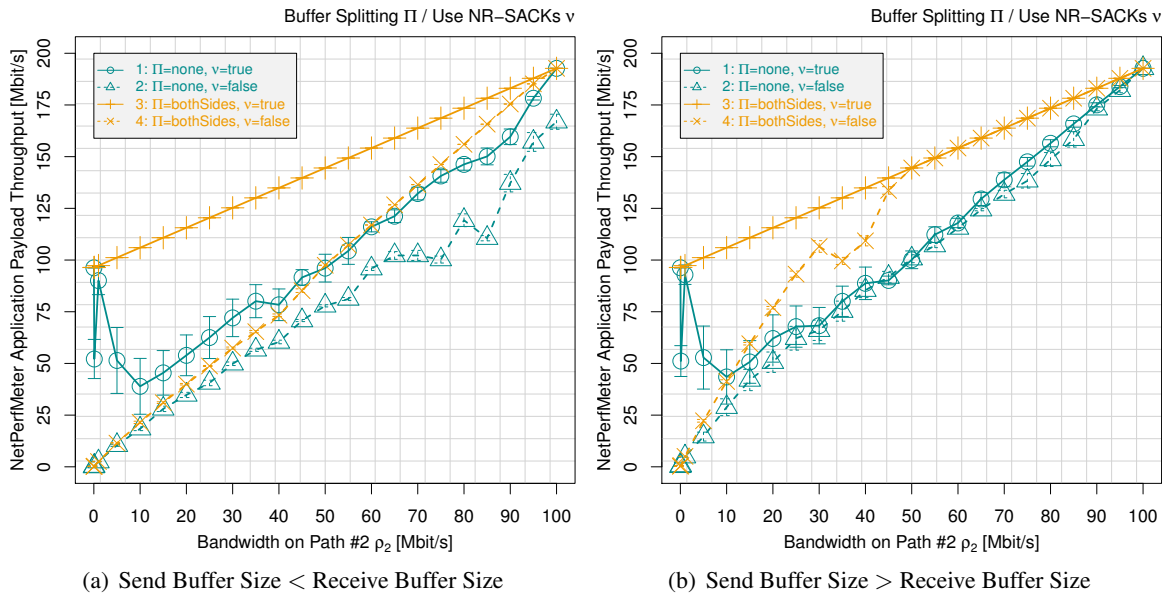 Buffer Splitting Π / Use NR−SACKs ν
NetPerfMeter Application Payload Throughput [Mbit/s]
200
175
150
125
100
75
50
25
0
1: Π=none, ν=true
2: Π=none, ν=false
3: Π=bothSides, ν=true
4: Π=bothSides, ν=false
0 10 20 30 40 50 60 70 80 90 100
Bandwidth on Path #2 ρ2 [Mbit/s]
(a) Send Buffer Size < Receive Buffer Size
Buffer Splitting Π / Use NR−SACKs ν
NetPerfMeter Application Payload Throughput [Mbit/s]
200
175
150
125
100
75
50
25
0
1: Π=none, ν=true
2: Π=none, ν=false
3: Π=bothSides, ν=true
4: Π=bothSides, ν=false
0 10 20 30 40 50 60 70 80 90 100
Bandwidth on Path #2 ρ2 [Mbit/s]
(b) Send Buffer Size > Receive Buffer Size